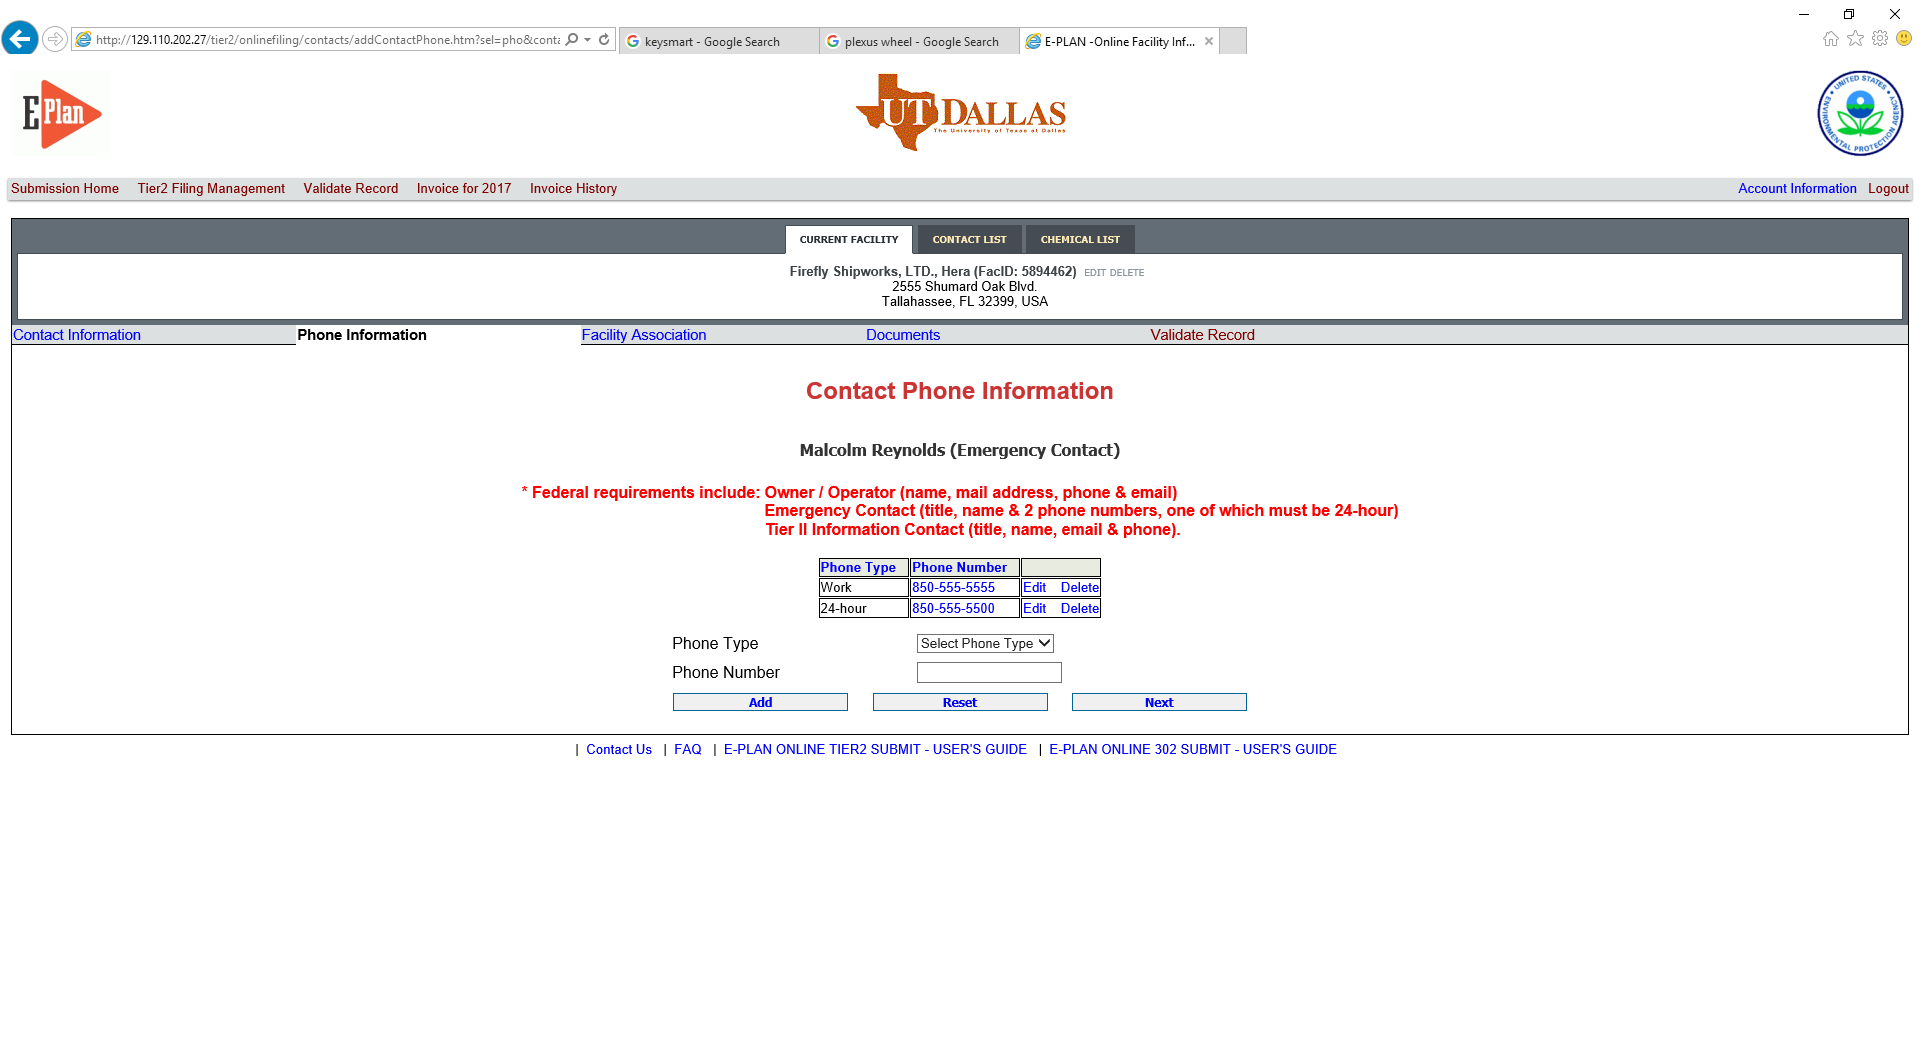 http://129.110.202.27/tier2/onlinefiling/contacts/addContactPhone.htm?sel=pho&conta
keysmart - Google Search
plexus wheel - Google Search
E-PLAN -Online Facility Inf...
E Plan
UT DALLAS
The University of Texas at Dallas
UNITED STATES
ENVIRONMENTAL PROTECTION AGENCY
Submission Home Tier2 Filing Management Validate Record Invoice for 2017 Invoice History Account Information Logout
CURRENT FACILITY CONTACT LIST CHEMICAL LIST
Firefly Shipworks, LTD., Hera (FacID: 5894462) EDIT DELETE
2555 Shumard Oak Blvd.
Tallahassee, FL 32399, USA
Contact Information Phone Information Facility Association Documents Validate Record
Contact Phone Information
Malcolm Reynolds (Emergency Contact)
* Federal requirements include: Owner / Operator (name, mail address, phone & email)
Emergency Contact (title, name & 2 phone numbers, one of which must be 24-hour)
Tier II Information Contact (title, name, email & phone).
Phone Type Phone Number
Work 850-555-5555 Edit Delete
24-hour 850-555-5500 Edit Delete
Phone Type Select Phone Type
Phone Number
Add Reset Next
| Contact Us | FAQ | E-PLAN ONLINE TIER2 SUBMIT - USER'S GUIDE | E-PLAN ONLINE 302 SUBMIT - USER'S GUIDE